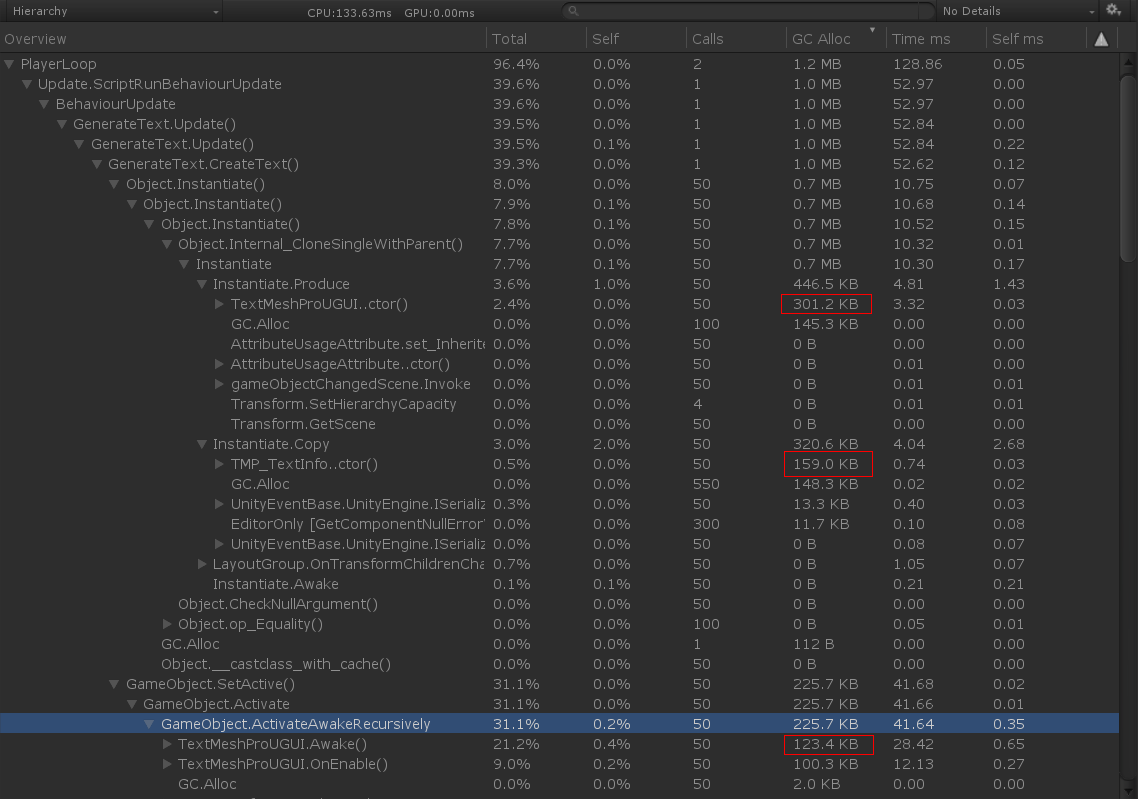 Hierarchy CPU:133.63ms GPU:0.00ms No Details
Overview Total Self Calls GC Alloc Time ms Self ms
PlayerLoop 96.4% 0.0% 2 1.2 MB 128.86 0.05
Update.ScriptRunBehaviourUpdate 39.6% 0.0% 1 1.0 MB 52.97 0.00
BehaviourUpdate 39.6% 0.0% 1 1.0 MB 52.97 0.00
GenerateText.Update() 39.5% 0.0% 1 1.0 MB 52.84 0.00
GenerateText.Update() 39.5% 0.1% 1 1.0 MB 52.84 0.22
GenerateText.CreateText() 39.3% 0.0% 1 1.0 MB 52.62 0.12
Object.Instantiate() 8.0% 0.0% 50 0.7 MB 10.75 0.07
Object.Instantiate() 7.9% 0.1% 50 0.7 MB 10.68 0.14
Object.Instantiate() 7.8% 0.1% 50 0.7 MB 10.52 0.15
Object.Internal_CloneSingleWithParent() 7.7% 0.0% 50 0.7 MB 10.32 0.01
Instantiate 7.7% 0.1% 50 0.7 MB 10.30 0.17
Instantiate.Produce 3.6% 1.0% 50 446.5 KB 4.81 1.43
TextMeshProUGUI..ctor() 2.4% 0.0% 50 301.2 KB 3.32 0.03
GC.Alloc 0.0% 0.0% 100 145.3 KB 0.00 0.00
AttributeUsageAttribute.set_Inherite 0.0% 0.0% 50 0 B 0.00 0.00
AttributeUsageAttribute..ctor() 0.0% 0.0% 50 0 B 0.01 0.00
gameObjectChangedScene.Invoke 0.0% 0.0% 50 0 B 0.01 0.01
Transform.SetHierarchyCapacity 0.0% 0.0% 4 0 B 0.01 0.01
Transform.GetScene 0.0% 0.0% 50 0 B 0.00 0.00
Instantiate.Copy 3.0% 2.0% 50 320.6 KB 4.04 2.68
TMP_TextInfo..ctor() 0.5% 0.0% 50 159.0 KB 0.74 0.03
GC.Alloc 0.0% 0.0% 550 148.3 KB 0.02 0.02
UnityEventBase.UnityEngine.ISerializ 0.3% 0.0% 50 13.3 KB 0.40 0.03
EditorOnly [GetComponentNullError 0.0% 0.0% 300 11.7 KB 0.10 0.08
UnityEventBase.UnityEngine.ISerializ 0.0% 0.0% 50 0 B 0.08 0.07
LayoutGroup.OnTransformChildrenCha 0.7% 0.0% 50 0 B 1.05 0.07
Instantiate.Awake 0.1% 0.1% 50 0 B 0.21 0.21
Object.CheckNullArgument() 0.0% 0.0% 50 0 B 0.00 0.00
Object.op_Equality() 0.0% 0.0% 100 0 B 0.05 0.01
GC.Alloc 0.0% 0.0% 1 112 B 0.00 0.00
Object.__castclass_with_cache() 0.0% 0.0% 50 0 B 0.00 0.00
GameObject.SetActive() 31.1% 0.0% 50 225.7 KB 41.68 0.02
GameObject.Activate 31.1% 0.0% 50 225.7 KB 41.66 0.01
GameObject.ActivateAwakeRecursively 31.1% 0.2% 50 225.7 KB 41.64 0.35
TextMeshProUGUI.Awake() 21.2% 0.4% 50 123.4 KB 28.42 0.65
TextMeshProUGUI.OnEnable() 9.0% 0.2% 50 100.3 KB 12.13 0.27
GC.Alloc 0.0% 0.0% 50 2.0 KB 0.00 0.00